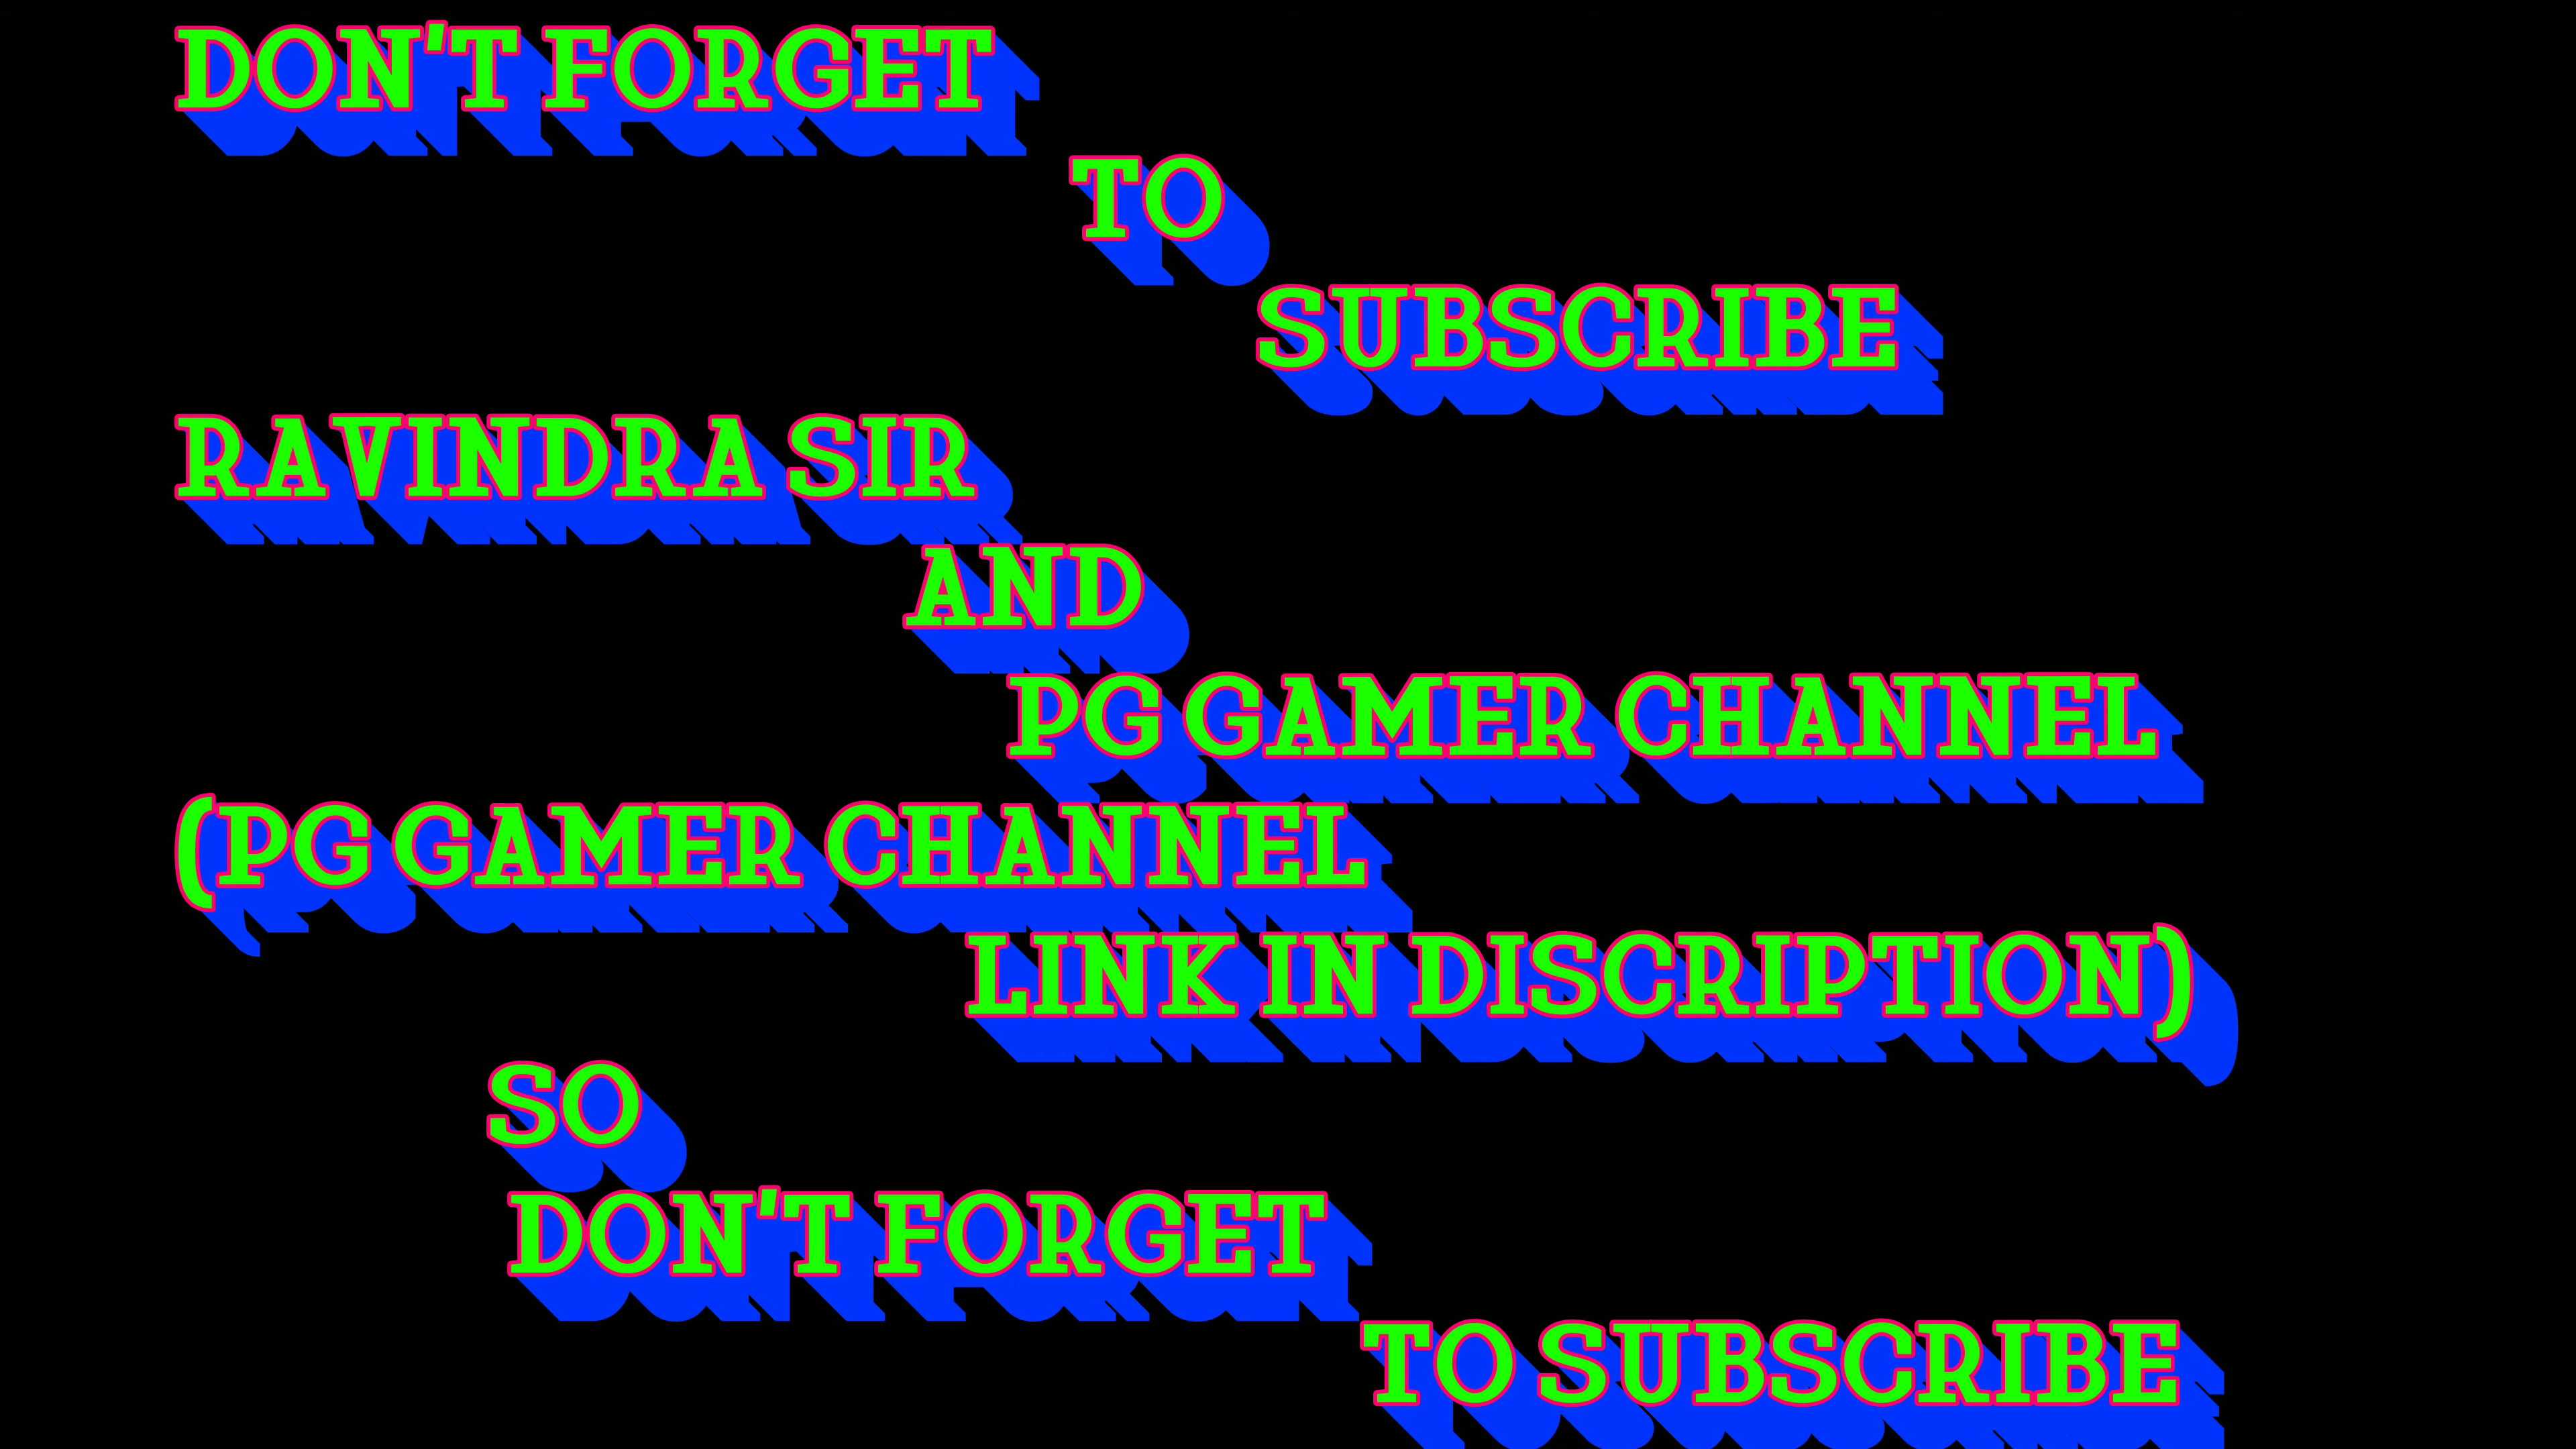 DON'T FORGET
TO
SUBSCRIBE
RAVINDRA SIR
AND
PG GAMER CHANNEL
(PG GAMER CHANNEL
LINK IN DISCRIPTION)
SO
DON'T FORGET
TO SUBSCRIBE